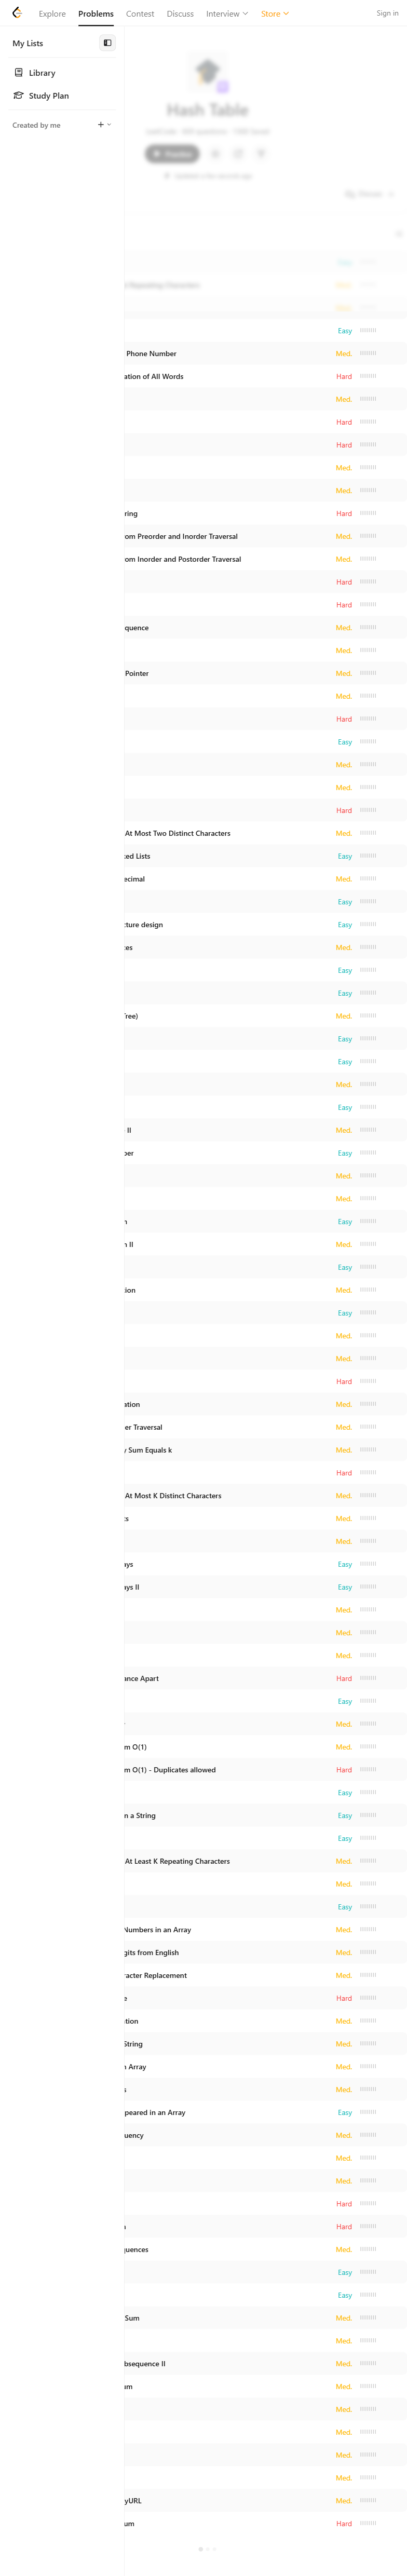 Explore Problems Contest Discuss Interview Store Sign in
My Lists
Library
Study Plan
Created by me
Hash Table
Practice
Easy
Repeating Characters Med.
Med.
Easy
Phone Number Med.
ation of All Words Hard
Med.
Hard
Hard
Med.
Med.
ring Hard
om Preorder and Inorder Traversal Med.
om Inorder and Postorder Traversal Med.
Hard
Hard
equence Med.
Med.
Pointer Med.
Med.
Hard
Easy
Med.
Med.
Hard
At Most Two Distinct Characters Med.
ked Lists Easy
ecimal Med.
Easy
cture design Easy
ces Med.
Easy
Easy
Tree) Med.
Easy
Easy
Med.
Easy
II Med.
ber Easy
Med.
Med.
n Easy
n II Med.
Easy
tion Med.
Easy
Med.
Med.
Hard
ation Med.
er Traversal Med.
y Sum Equals k Med.
Hard
At Most K Distinct Characters Med.
ts Med.
Med.
ays Easy
ays II Easy
Med.
Med.
Med.
ance Apart Hard
Easy
Med.
m O(1) Med.
m O(1) - Duplicates allowed Hard
Easy
n a String Easy
Easy
At Least K Repeating Characters Med.
Med.
Easy
Numbers in an Array Med.
gits from English Med.
racter Replacement Med.
e Hard
ation Med.
String Med.
n Array Med.
s Med.
ppeared in an Array Easy
quency Med.
Med.
Med.
Hard
n Hard
quences Med.
Easy
Easy
Sum Med.
Med.
bsequence II Med.
um Med.
Med.
Med.
Med.
Med.
yURL Med.
um Hard